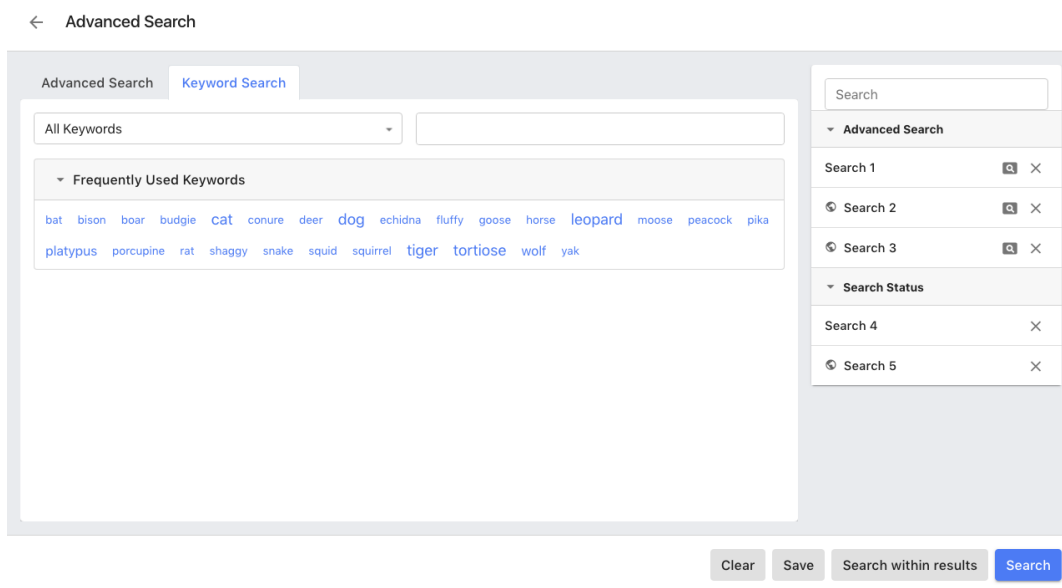 Advanced Search
Advanced Search
Keyword Search
All Keywords
Frequently Used Keywords
bat bison boar budgie cat conure deer dog echidna fluffy goose horse leopard moose peacock pika
platypus porcupine rat shaggy snake squid squirrel tiger tortiose wolf yak
Search
Advanced Search
Search 1
Search 2
Search 3
Search Status
Search 4
Search 5
Clear
Save
Search within results
Search